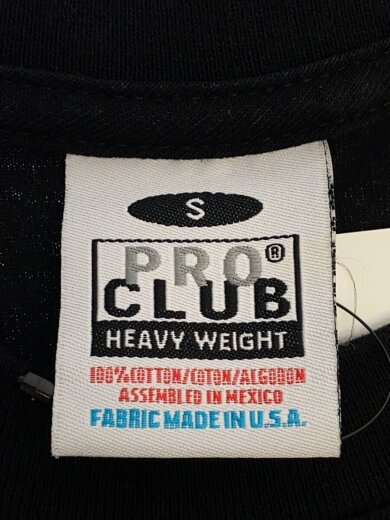 S
PRO®
CLUB
HEAVY WEIGHT
100%COTTON/COTON/ALGODON
ASSEMBLED IN MEXICO
FABRIC MADE IN U.S.A.